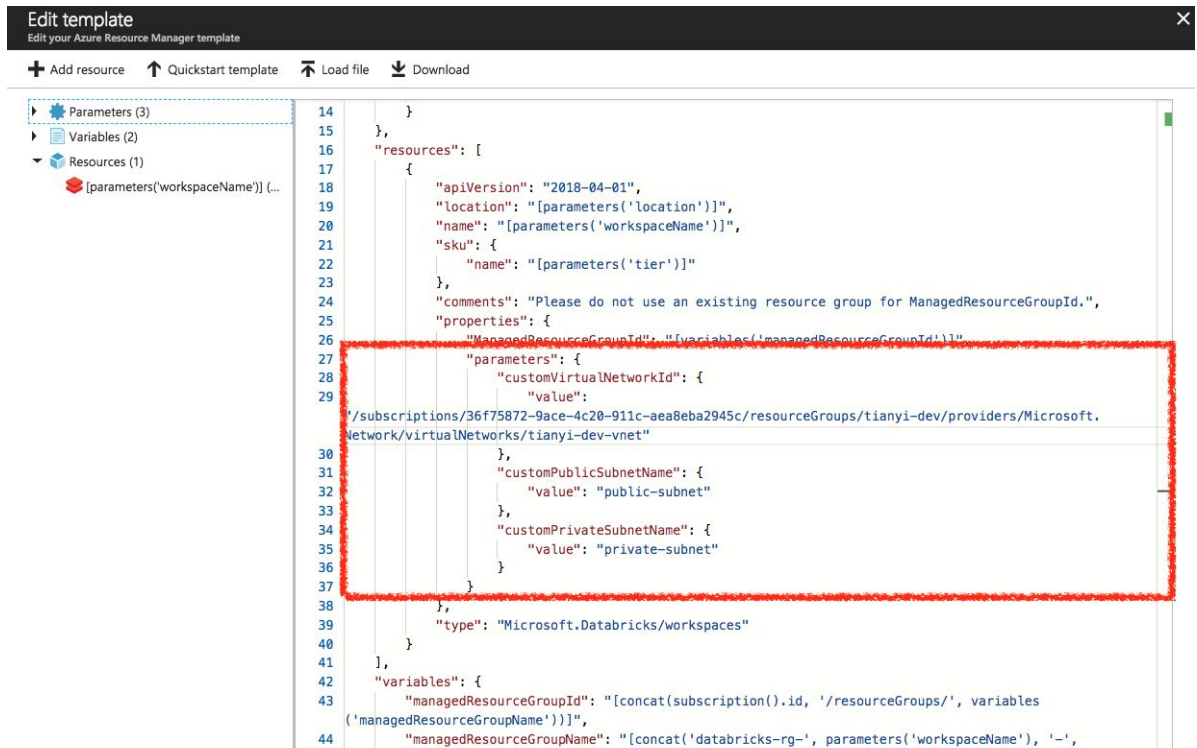 Edit template
Edit your Azure Resource Manager template
Add resource Quickstart template Load file Download
Parameters (3)
Variables (2)
Resources (1)
[parameters('workspaceName')] (...
14 }
15 },
16 "resources": [
17 {
18 "apiVersion": "2018-04-01",
19 "location": "[parameters('location')]",
20 "name": "[parameters('workspaceName')]",
21 "sku": {
22 "name": "[parameters('tier')]"
23 },
24 "comments": "Please do not use an existing resource group for ManagedResourceGroupId.",
25 "properties": {
26 "ManagedResourceGroupId": "[variables('managedResourceGroupId')]"
27 "parameters": {
28 "customVirtualNetworkId": {
29 "value":
"/subscriptions/36f75872-9ace-4c20-911c-aea8eba2945c/resourceGroups/tianyi-dev/providers/Microsoft.
Network/virtualNetworks/tianyi-dev-vnet"
30 },
31 "customPublicSubnetName": {
32 "value": "public-subnet"
33 },
34 "customPrivateSubnetName": {
35 "value": "private-subnet"
36 }
37 }
38 },
39 "type": "Microsoft.Databricks/workspaces"
40 }
41 ],
42 "variables": {
43 "managedResourceGroupId": "[concat(subscription().id, '/resourceGroups/', variables
('managedResourceGroupName'))]",
44 "managedResourceGroupName": "[concat('databricks-rg-', parameters('workspaceName'), '-',